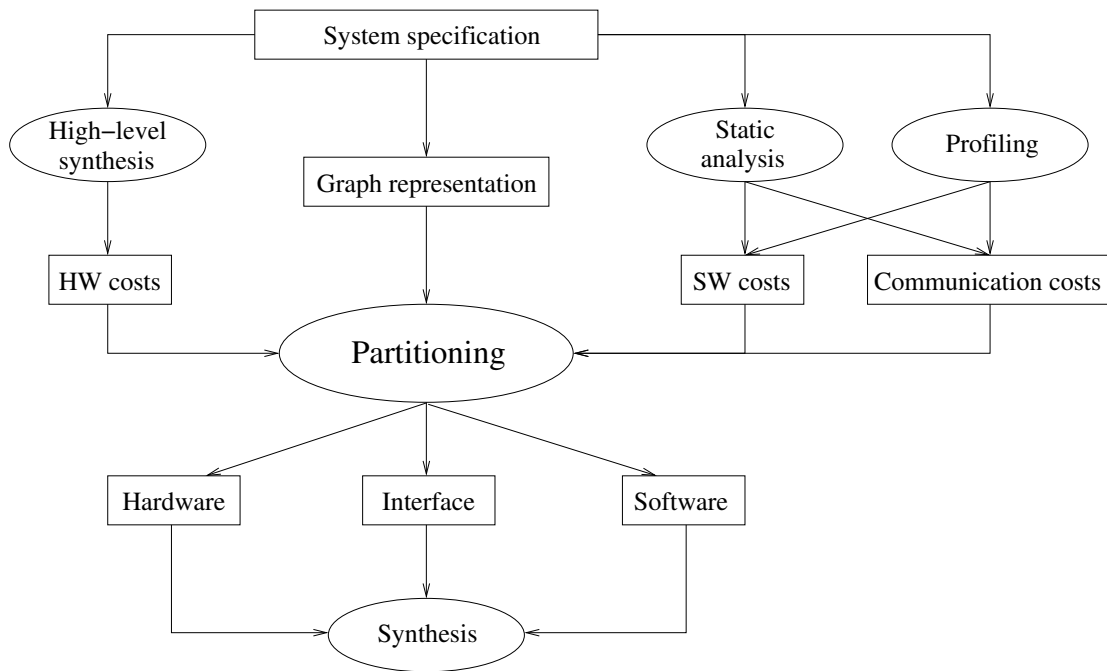 System specification
High−level
synthesis
Static
analysis
Profiling
Graph representation
HW costs
SW costs
Communication costs
Partitioning
Hardware
Interface
Software
Synthesis